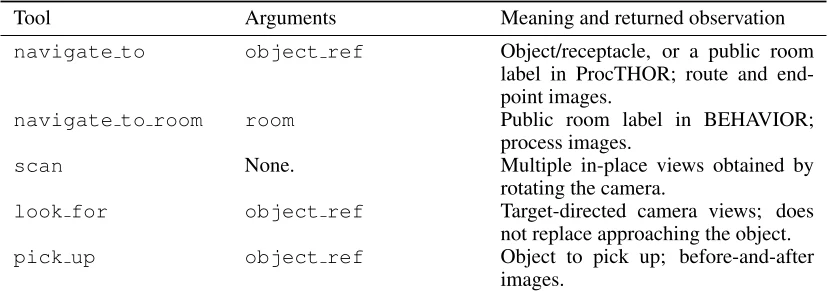 Tool Arguments Meaning and returned observation
navigate_to object_ref Object/receptacle, or a public room
label in ProcTHOR; route and end-
point images.
navigate_to_room room Public room label in BEHAVIOR;
process images.
scan None. Multiple in-place views obtained by
rotating the camera.
look_for object_ref Target-directed camera views; does
not replace approaching the object.
pick_up object_ref Object to pick up; before-and-after
images.